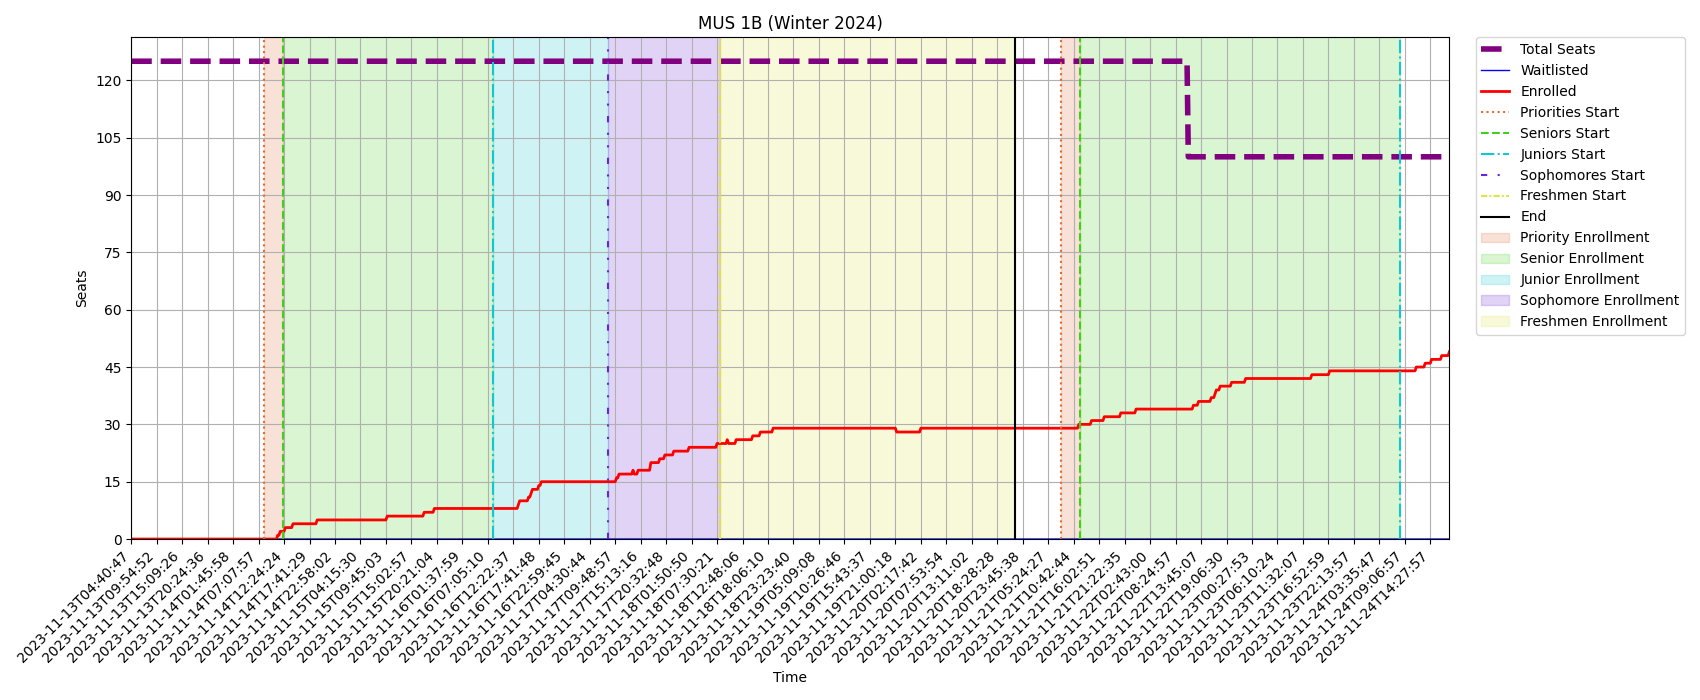 MUS 1B (Winter 2024)
Seats
120
105
90
75
60
45
30
15
0
2023-11-13T04:40:47
2023-11-13T09:54:52
2023-11-13T15:09:26
2023-11-13T20:24:36
2023-11-14T01:45:58
2023-11-14T07:07:57
2023-11-14T12:24:24
2023-11-14T17:41:29
2023-11-14T22:58:02
2023-11-15T04:15:30
2023-11-15T09:45:03
2023-11-15T15:02:57
2023-11-15T20:21:04
2023-11-16T01:37:59
2023-11-16T07:05:10
2023-11-16T12:22:37
2023-11-16T17:41:48
2023-11-16T22:59:45
2023-11-17T04:30:44
2023-11-17T09:48:57
2023-11-17T15:13:16
2023-11-17T20:32:48
2023-11-18T01:50:50
2023-11-18T07:30:21
2023-11-18T12:48:06
2023-11-18T18:06:10
2023-11-18T23:23:40
2023-11-19T05:09:08
2023-11-19T10:26:46
2023-11-19T15:43:37
2023-11-19T21:00:18
2023-11-20T02:17:42
2023-11-20T07:53:54
2023-11-20T13:11:02
2023-11-20T18:28:28
2023-11-20T23:45:38
2023-11-21T05:24:27
2023-11-21T10:42:44
2023-11-21T16:02:51
2023-11-21T21:22:35
2023-11-22T02:43:00
2023-11-22T08:24:57
2023-11-22T13:45:07
2023-11-22T19:06:30
2023-11-23T00:27:53
2023-11-23T06:10:24
2023-11-23T11:32:07
2023-11-23T16:52:59
2023-11-23T22:13:57
2023-11-24T03:35:47
2023-11-24T09:06:57
2023-11-24T14:27:57
Time
Total Seats
Waitlisted
Enrolled
Priorities Start
Seniors Start
Juniors Start
Sophomores Start
Freshmen Start
End
Priority Enrollment
Senior Enrollment
Junior Enrollment
Sophomore Enrollment
Freshmen Enrollment